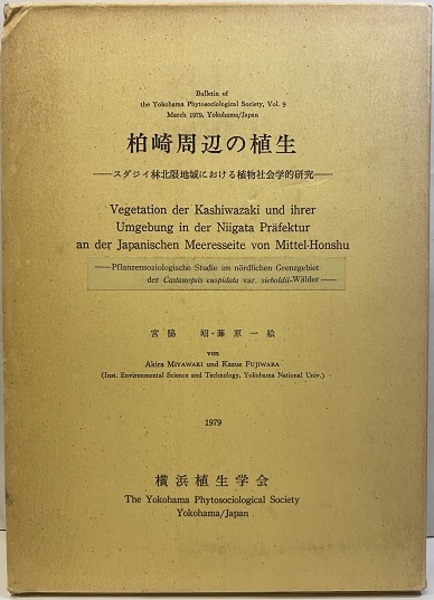 Bulletin of
the Yokohama Phytosociological Society, Vol. 9
March 1979, Yokohama/Japan
柏崎周辺の植生
——スダジイ林北限地域における植物社会学的研究——
Vegetation der Kashiwazaki und ihrer
Umgebung in der Niigata Präfektur
an der Japanischen Meeresseite von Mittel-Honshu
——Pflanzensoziologische Studie im nördlichen Grenzgebiet
der Castanopsis cuspidata var. sieboldii-Wälder——
宮脇 昭・藤原一絵
von
Akira MIYAWAKI und Kazue FUJIWARA
(Inst. Environmental Science and Technology, Yokohama National Univ.)
1979
横浜植生学会
The Yokohama Phytosociological Society
Yokohama/Japan